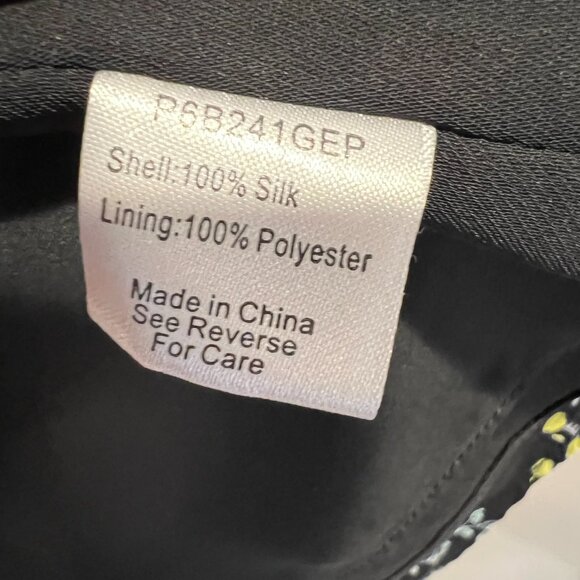 P6B241GEP
Shell:100% Silk
Lining:100% Polyester
Made in China
See Reverse
For Care